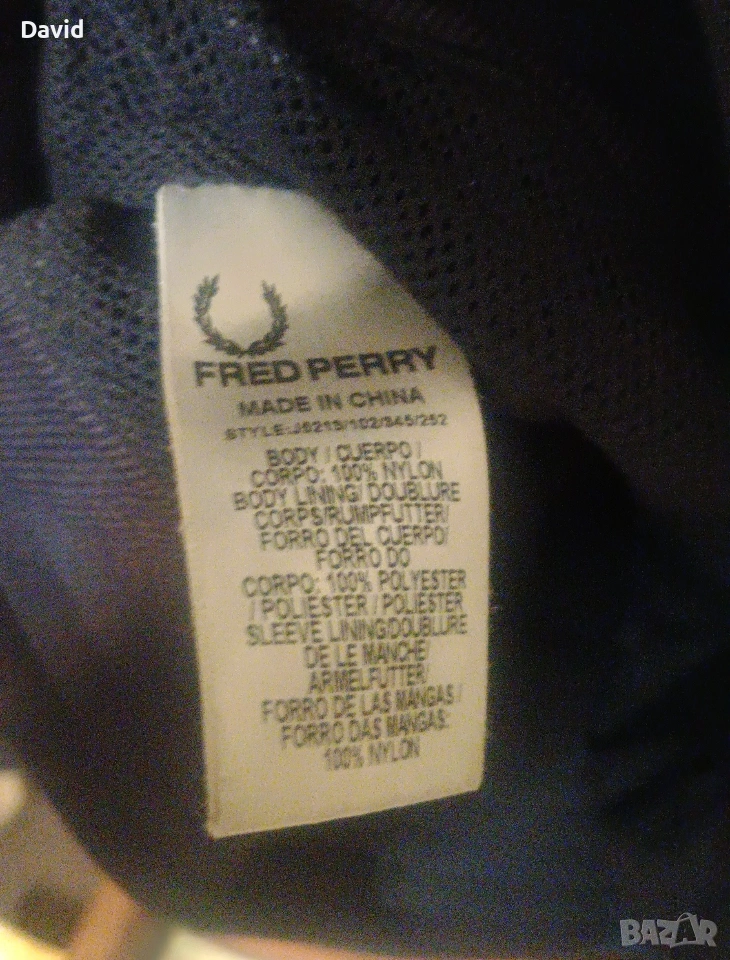 David
FRED PERRY
MADE IN CHINA
STYLE:J5213/102/345/252
BODY / CUERPO /
CORPO: 100% NYLON
BODY LINING/ DOUBLURE
CORPS/RUMPFUTTER/
FORRO DEL CUERPO/
FORRO DO
CORPO: 100% POLYESTER
/ POLIÉSTER / POLIÉSTER
SLEEVE LINING/DOUBLURE
DE LE MANCHE/
ARMELFUTTER/
FORRO DE LAS MANGAS /
FORRO DAS MANGAS:
100% NYLON
BAZAR